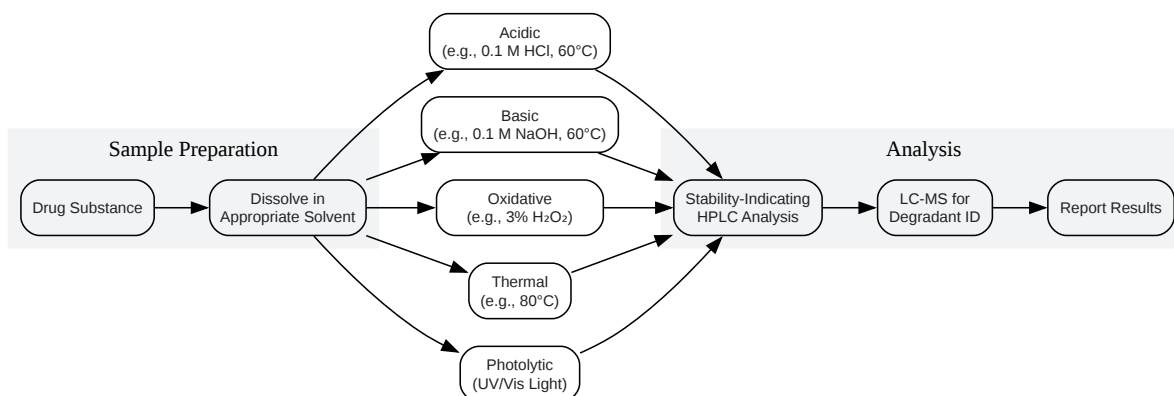 Sample Preparation
Drug Substance
Dissolve in
Appropriate Solvent
Acidic
(e.g., 0.1 M HCl, 60°C)
Basic
(e.g., 0.1 M NaOH, 60°C)
Oxidative
(e.g., 3% H₂O₂)
Thermal
(e.g., 80°C)
Photolytic
(UV/Vis Light)
Analysis
Stability-Indicating
HPLC Analysis
LC-MS for
Degradant ID
Report Results